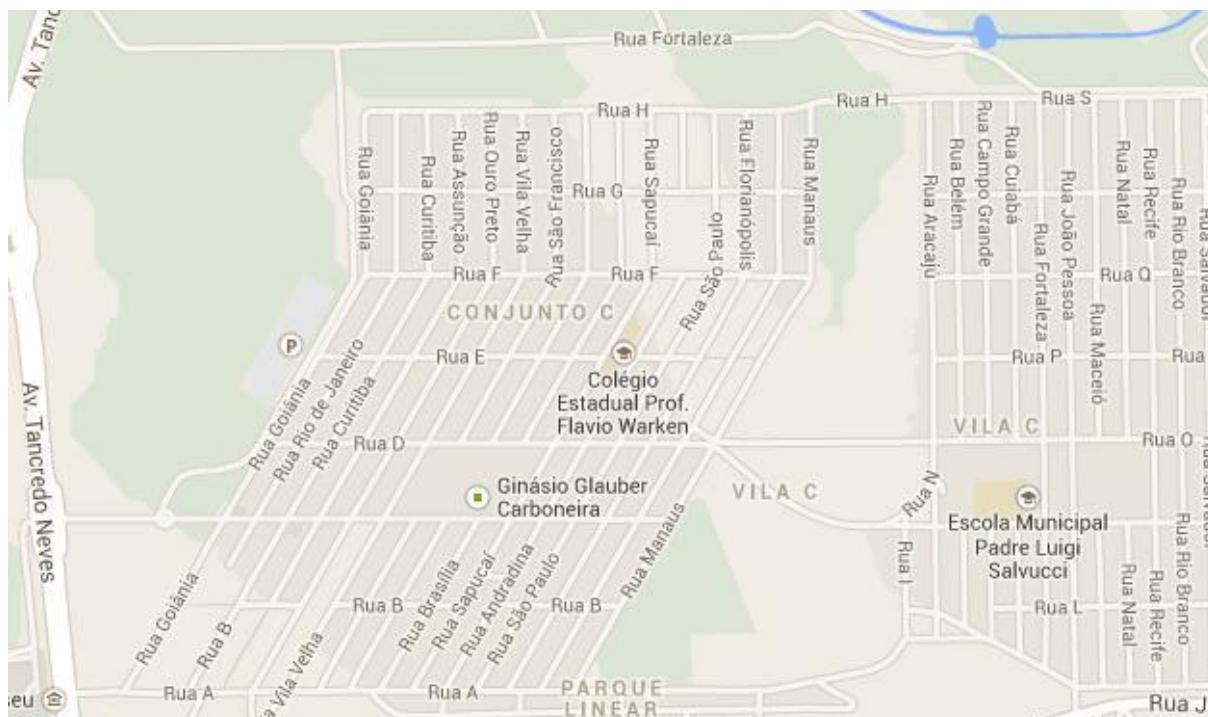 Av. Tanc
Rua Fortaleza
Rua H
Rua H
Rua S
Rua Goiânia
Rua Curitiba
Rua Assunção
Rua Ouro Preto
Rua Vila Velha
Rua São Francisco
Rua G
Rua Sapucaí
Rua São Paulo
Rua Florianópolis
Rua Manaus
Rua Aracajú
Rua Belém
Rua Campo Grande
Rua Cuiabá
Rua Fortaleza
Rua João Pessoa
Rua Maceió
Rua Natal
Rua Recife
Rua Rio Branco
Rua Salvador
Rua F
Rua F
Rua Q
CONJUNTO C
P
Rua E
Rua P
Rua
Colégio
Estadual Prof.
Flavio Warken
Rua Goiânia
Rua Rio de Janeiro
Rua Curitiba
Rua D
VILA C
Rua O
Av. Tancredo Neves
Ginásio Glauber
Carboneira
VILA C
Rua N
Escola Municipal
Padre Luigi
Salvucci
Rua Salvador
Rua Manaus
Rua I
Rua Goiânia
Rua B
Rua B
Rua B
Rua Brasília
Rua Sapucaí
Rua Andradina
Rua São Paulo
Rua L
Rua Natal
Rua Recife
Rua Rio Branco
seu
Rua A
a Vila Velha
Rua A
PARQUE
LINEAR
Rua J